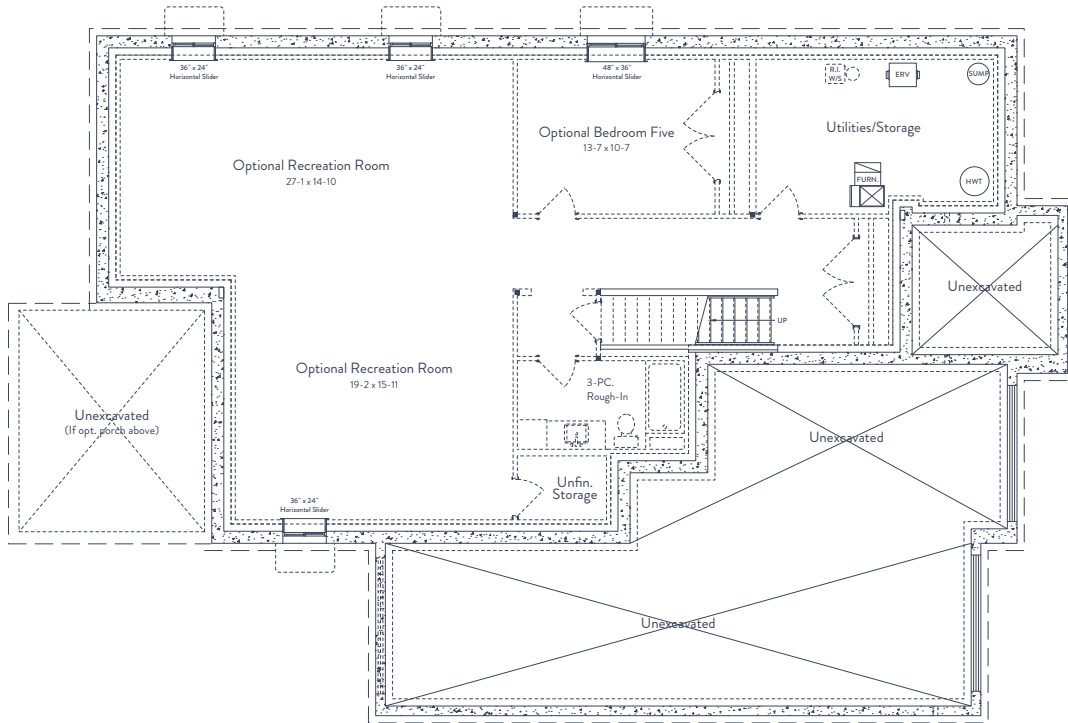 36" x 24"
Horizontal Slider
36" x 24"
Horizontal Slider
48" x 36"
Horizontal Slider
R.I.
W/S
ERV
SUMP
Optional Recreation Room
27-1 x 14-10
Optional Bedroom Five
13-7 x 10-7
Utilities/Storage
FURN.
HWT
Unexcavated
UP
Optional Recreation Room
19-2 x 15-11
3-PC.
Rough-In
Unexcavated
(If opt. porch above)
Unexcavated
Unfin.
Storage
36" x 24"
Horizontal Slider
Unexcavated